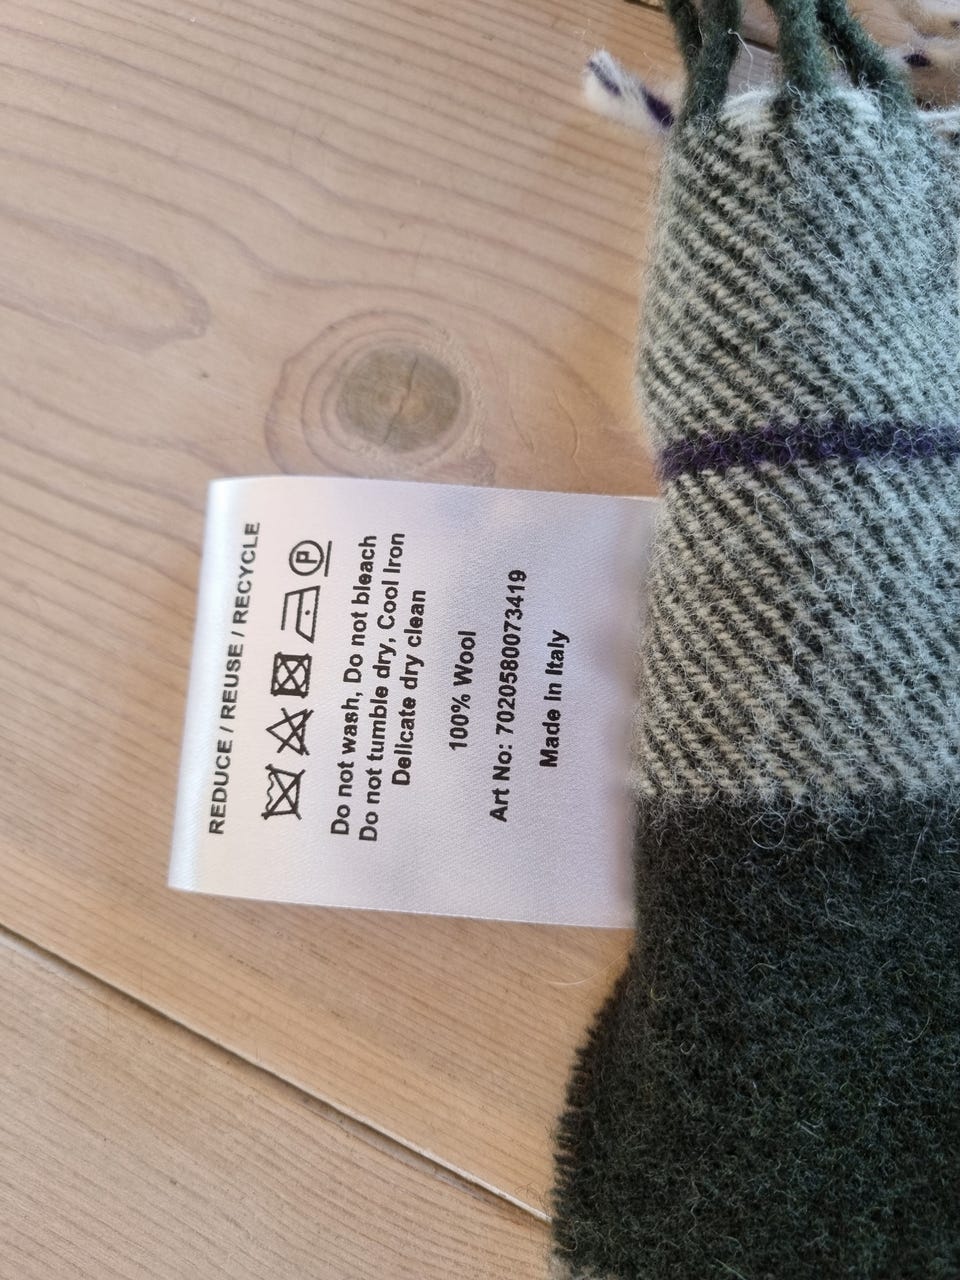 REDUCE / REUSE / RECYCLE
P
Do not wash, Do not bleach
Do not tumble dry, Cool Iron
Delicate dry clean
100% Wool
Art No: 7020580073419
Made In Italy